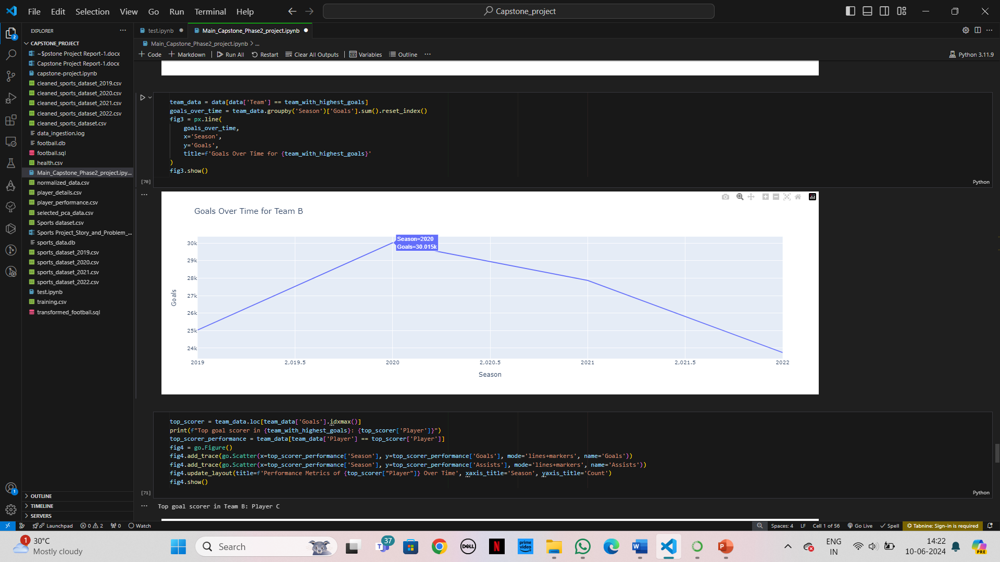 File Edit Selection View Go Run Terminal Help
Capstone_project
EXPLORER
CAPSTONE_PROJECT
~$pstone Project Report-1.docx
Capstone Project Report-1.docx
capstone-project.ipynb
cleaned_sports_dataset_2019.csv
cleaned_sports_dataset_2020.csv
cleaned_sports_dataset_2021.csv
cleaned_sports_dataset_2022.csv
cleaned_sports_dataset.csv
data_ingestion.log
football.db
football.sql
health.csv
Main_Capstone_Phase2_project.ipy...
normalized_data.csv
player_details.csv
player_performance.csv
selected_pca_data.csv
Sports dataset.csv
Sports Project_Story_and_Problem_...
sports_data.db
sports_dataset_2019.csv
sports_dataset_2020.csv
sports_dataset_2021.csv
sports_dataset_2022.csv
test.ipynb
training.csv
transformed_football.sql
OUTLINE
TIMELINE
SERVERS
2
1
test.ipynb
Main_Capstone_Phase2_project.ipynb
Main_Capstone_Phase2_project.ipynb > ...
Code Markdown Run All Restart Clear All Outputs Variables Outline ...
Python 3.11.9
team_data = data[data['Team'] == team_with_highest_goals]
goals_over_time = team_data.groupby('Season')['Goals'].sum().reset_index()
fig3 = px.line(
goals_over_time,
x='Season',
y='Goals',
title=f'Goals Over Time for {team_with_highest_goals}'
)
fig3.show()
[70]
Python
Goals Over Time for Team B
Season=2020
Goals=30.015k
30k
29k
28k
27k
26k
25k
24k
Goals
2019 2,019.5 2020 2,020.5 2021 2,021.5 2022
Season
top_scorer = team_data.loc[team_data['Goals'].idxmax()]
print(f"Top goal scorer in {team_with_highest_goals}: {top_scorer['Player']}")
top_scorer_performance = team_data[team_data['Player'] == top_scorer['Player']]
fig4 = go.Figure()
fig4.add_trace(go.Scatter(x=top_scorer_performance['Season'], y=top_scorer_performance['Goals'], mode='lines+markers', name='Goals'))
fig4.add_trace(go.Scatter(x=top_scorer_performance['Season'], y=top_scorer_performance['Assists'], mode='lines+markers', name='Assists'))
fig4.update_layout(title=f'Performance Metrics of {top_scorer["Player"]} Over Time', xaxis_title='Season', yaxis_title='Count')
fig4.show()
[71]
Python
Top goal scorer in Team B: Player C
Launchpad 0 2 0 Watch
Spaces: 4 LF Cell 1 of 56 Go Live Spell Tabnine: Sign-in is required
1
30°C
Mostly cloudy
Search
37
DELL
N
prime video
W
P
ENG
IN
14:22
10-06-2024
PRE